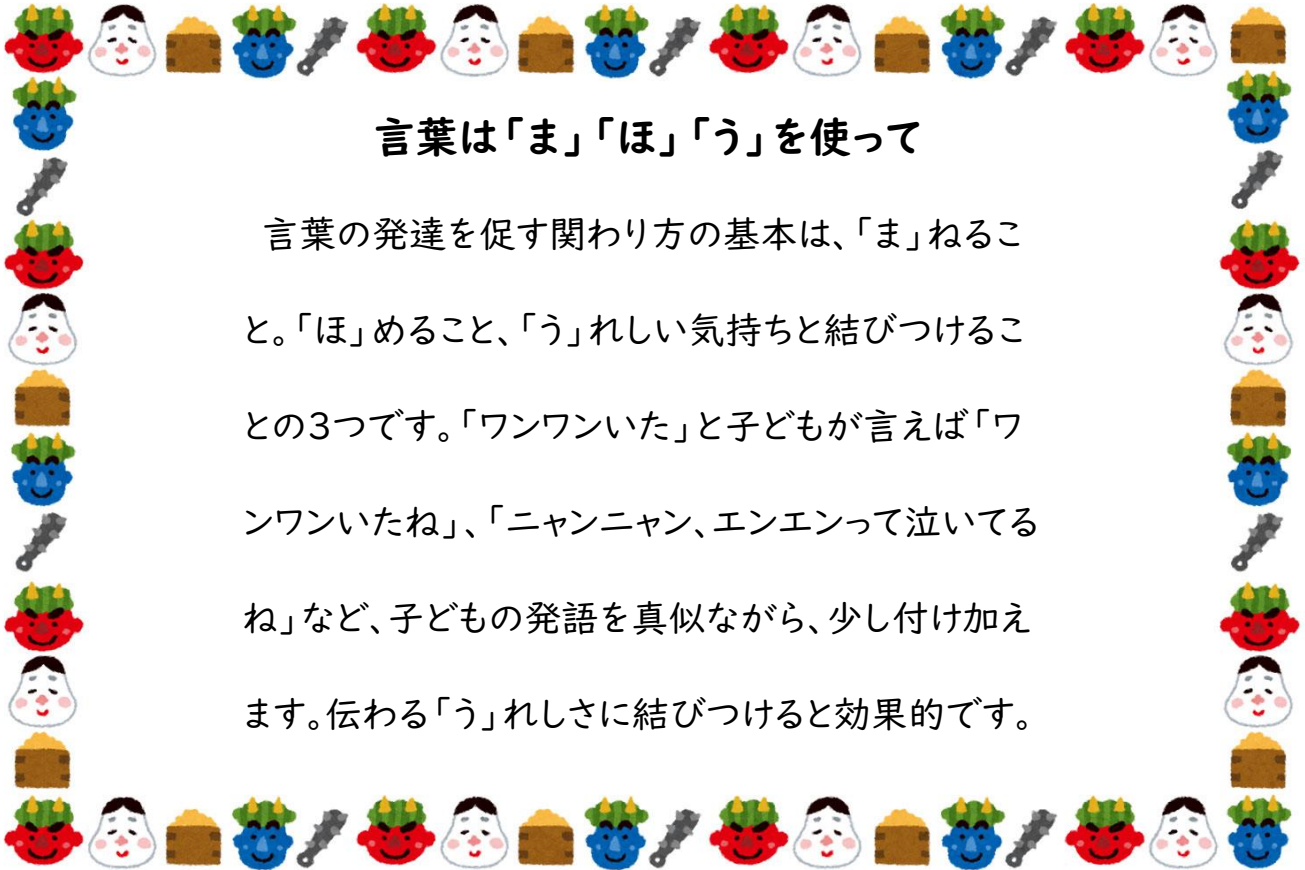 言葉は「ま」「ほ」「う」を使って
言葉の発達を促す関わり方の基本は、「ま」ねるこ
と。「ほ」めること、「う」れしい気持ちと結びつけるこ
との3つです。「ワンワンいた」と子どもが言えば「ワ
ンワンいたね」、「ニャンニャン、エンエンって泣いてる
ね」など、子どもの発語を真似ながら、少し付け加え
ます。伝わる「う」れしさに結びつけると効果的です。